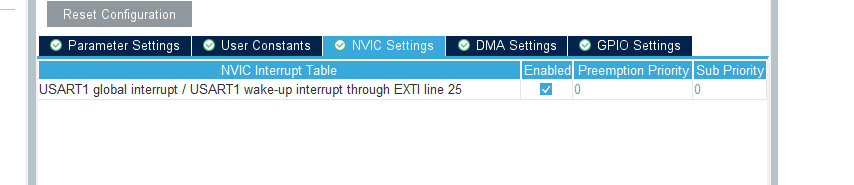 Reset Configuration
Parameter Settings User Constants NVIC Settings DMA Settings GPIO Settings
NVIC Interrupt Table Enabled Preemption Priority Sub Priority
USART1 global interrupt / USART1 wake-up interrupt through EXTI line 25 0 0